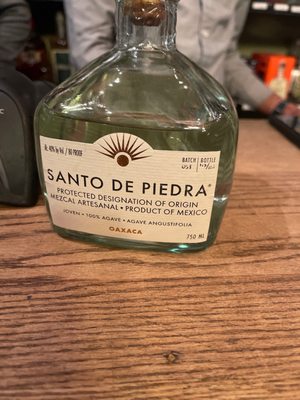 Alc 40% by Vol. / 80 PROOF
BATCH BOTTLE
SANTO DE PIEDRA®
PROTECTED DESIGNATION OF ORIGIN
MEZCAL ARTESANAL • PRODUCT OF MEXICO
JOVEN • 100% AGAVE • AGAVE ANGUSTIFOLIA
OAXACA
750 ML